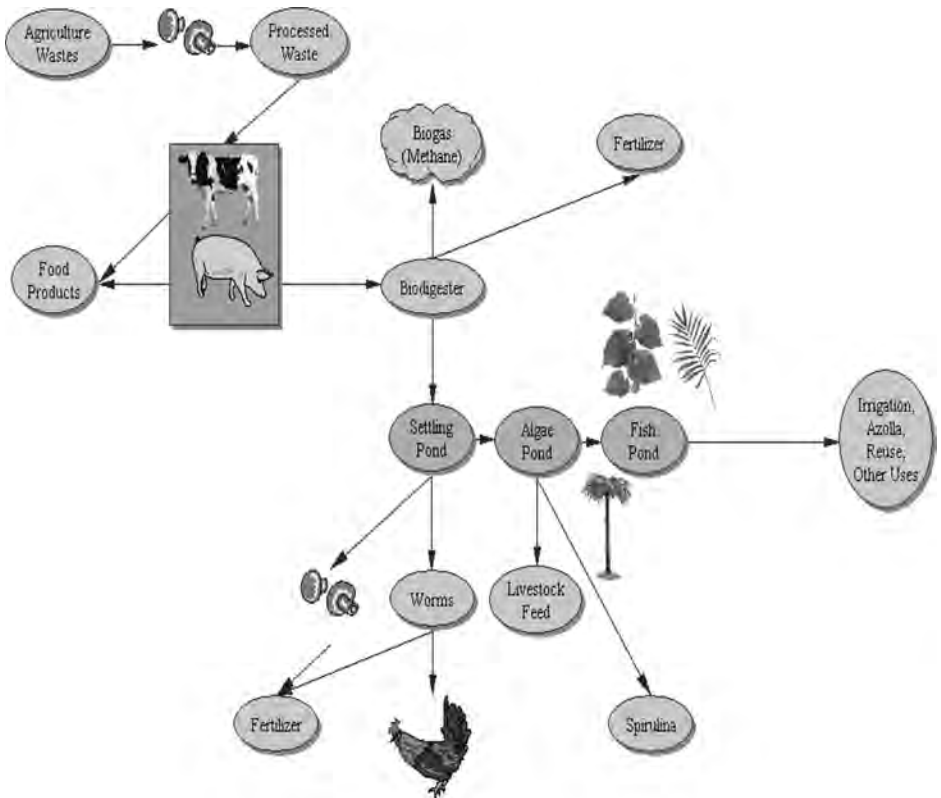 Agriculture
Wastes
Processed
Waste
Biogas
(Methane)
Fertilizer
Food
Products
Biodigester
Settling
Pond
Algae
Pond
Fish
Pond
Irrigation,
Azolla,
Reuse,
Other Uses
Worms
Livestock
Feed
Fertilizer
Spirulina